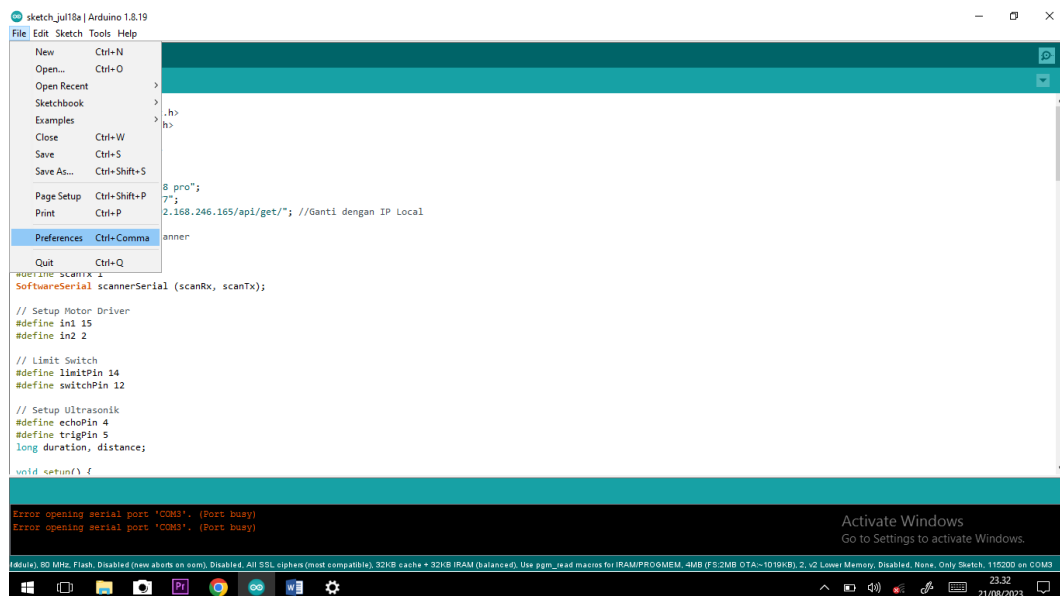 sketch_jul18a | Arduino 1.8.19
File Edit Sketch Tools Help
New Ctrl+N
Open... Ctrl+O
Open Recent
Sketchbook
Examples
Close Ctrl+W
Save Ctrl+S
Save As... Ctrl+Shift+S
Page Setup Ctrl+Shift+P
Print Ctrl+P
Preferences Ctrl+Comma
Quit Ctrl+Q
.h>
h>
8 pro";
7";
2.168.246.165/api/get/"; //Ganti dengan IP Local
anner
#define scanTx 1
SoftwareSerial scannerSerial (scanRx, scanTx);
// Setup Motor Driver
#define in1 15
#define in2 2
// Limit Switch
#define limitPin 14
#define switchPin 12
// Setup Ultrasonik
#define echoPin 4
#define trigPin 5
long duration, distance;
void setup() {
Error opening serial port 'COM3'. (Port busy)
Error opening serial port 'COM3'. (Port busy)
Activate Windows
Go to Settings to activate Windows.
Module), 80 MHz, Flash, Disabled (new aborts on oom), Disabled, All SSL ciphers (most compatible), 32KB cache + 32KB IRAM (balanced), Use pgm_read macros for IRAM/PROGMEM, 4MB (FS:2MB OTA:~1019KB), 2, v2 Lower Memory, Disabled, None, Only Sketch, 115200 on COM3
Pr
W
23.32
21/08/2023